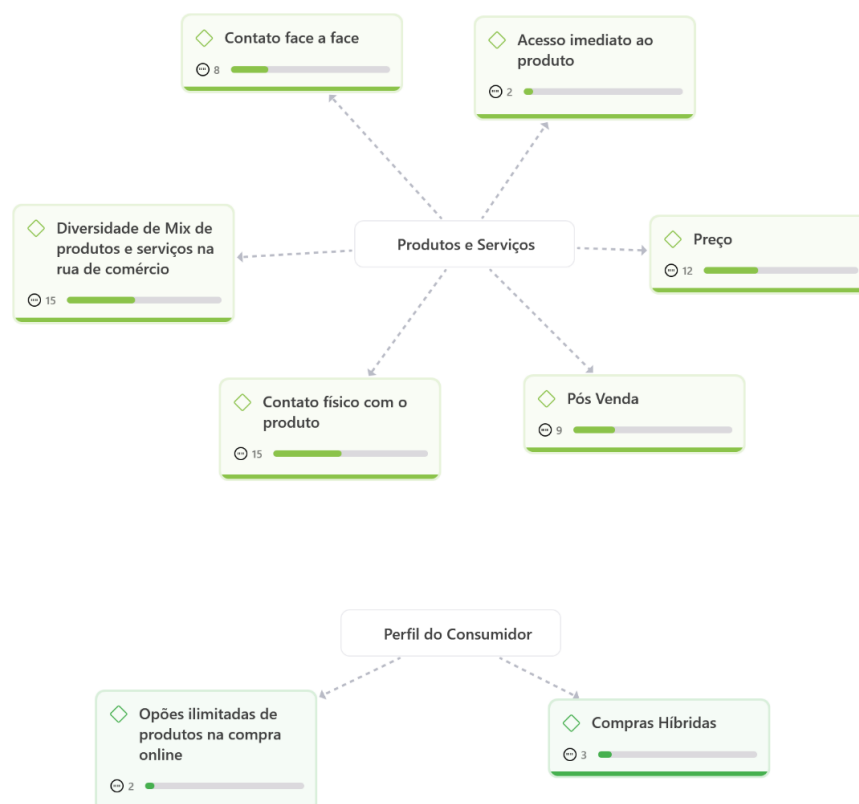 Contato face a face
8
Acesso imediato ao
produto
2
Diversidade de Mix de
produtos e serviços na
rua de comércio
15
Produtos e Serviços
Preço
12
Contato físico com o
produto
15
Pós Venda
9
Perfil do Consumidor
Opões ilimitadas de
produtos na compra
online
2
Compras Híbridas
3